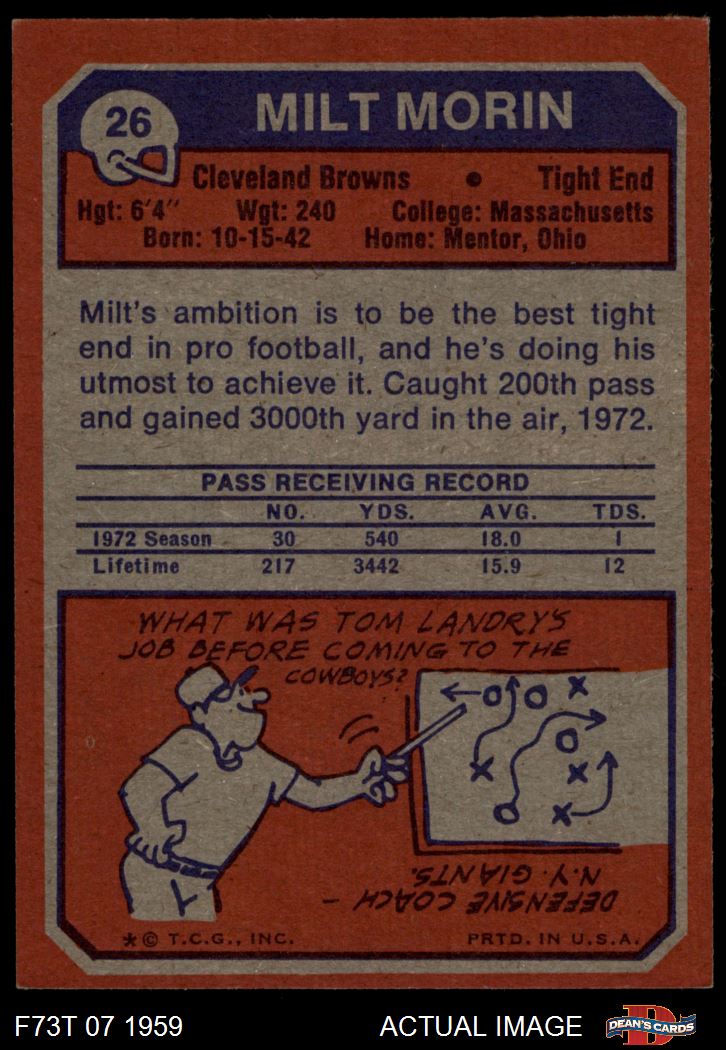 26
MILT MORIN
Cleveland Browns • Tight End
Hgt: 6'4" Wgt: 240 College: Massachusetts
Born: 10-15-42 Home: Mentor, Ohio
Milt's ambition is to be the best tight
end in pro football, and he's doing his
utmost to achieve it. Caught 200th pass
and gained 3000th yard in the air, 1972.
PASS RECEIVING RECORD
NO. YDS. AVG. TDS.
1972 Season 30 540 18.0 1
Lifetime 217 3442 15.9 12
WHAT WAS TOM LANDRY'S
JOB BEFORE COMING TO THE
COWBOYS?
DEFENSIVE COACH –
N.Y. GIANTS.
* © T.C.G., INC. PRTD. IN U.S.A.
F73T 07 1959 ACTUAL IMAGE
D
DEAN'S CARDS